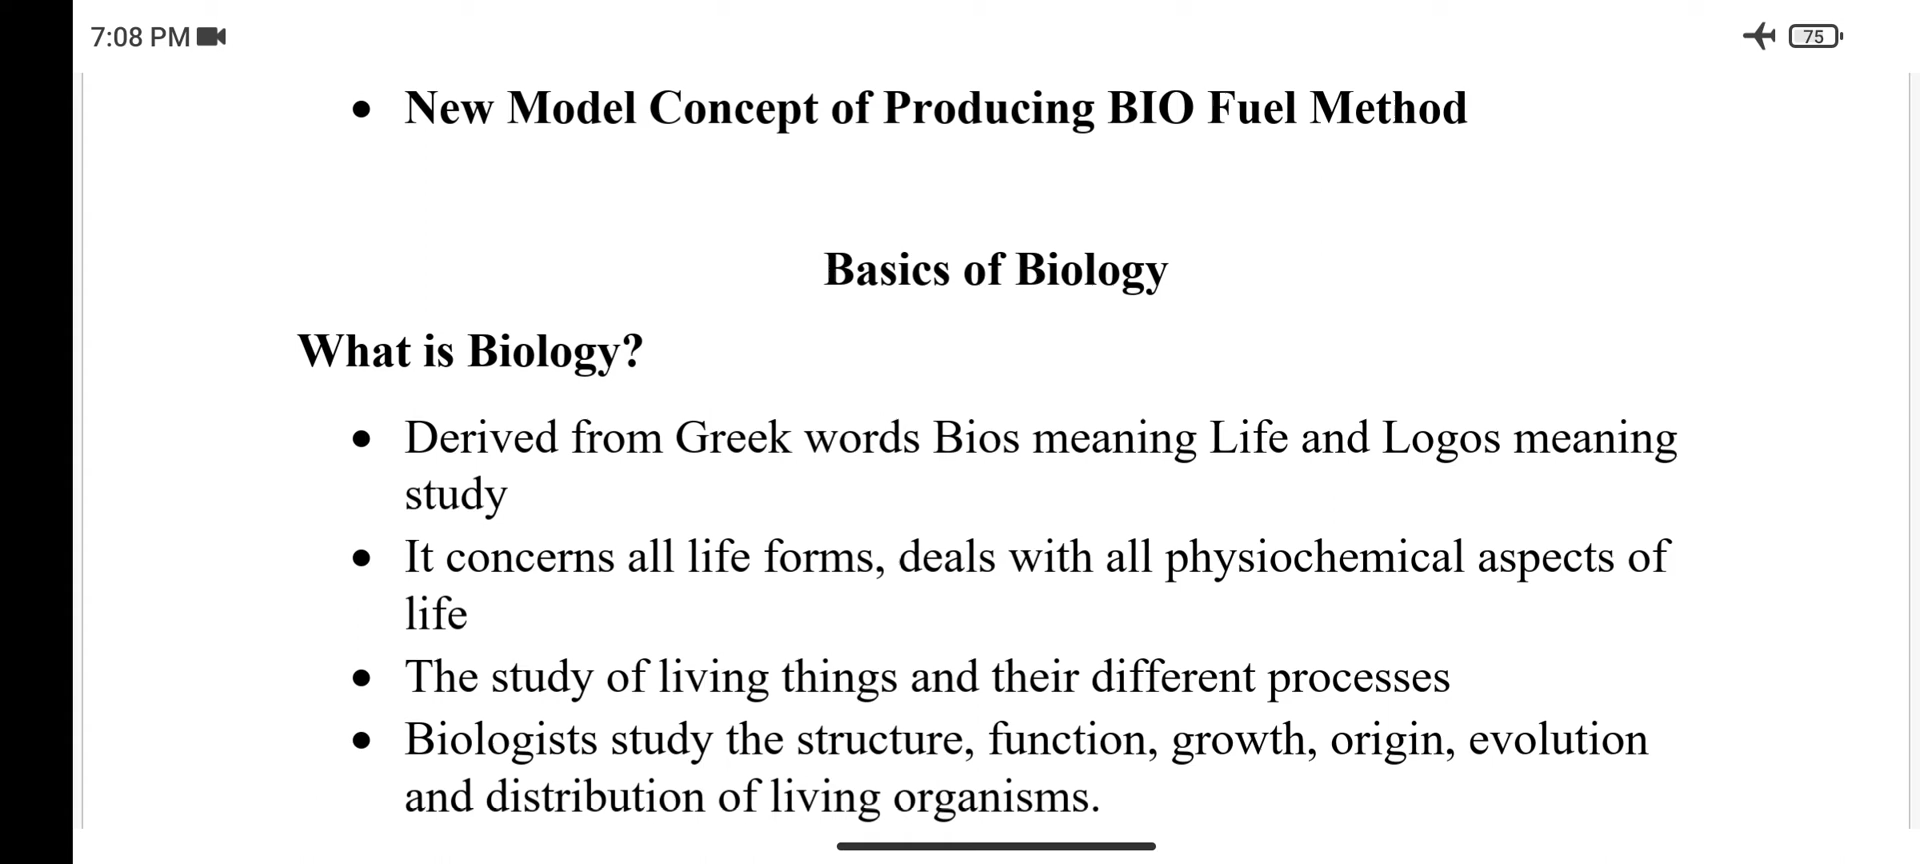 7:08 PM
75
• New Model Concept of Producing BIO Fuel Method
Basics of Biology
What is Biology?
• Derived from Greek words Bios meaning Life and Logos meaning
study
• It concerns all life forms, deals with all physiochemical aspects of
life
• The study of living things and their different processes
• Biologists study the structure, function, growth, origin, evolution
and distribution of living organisms.